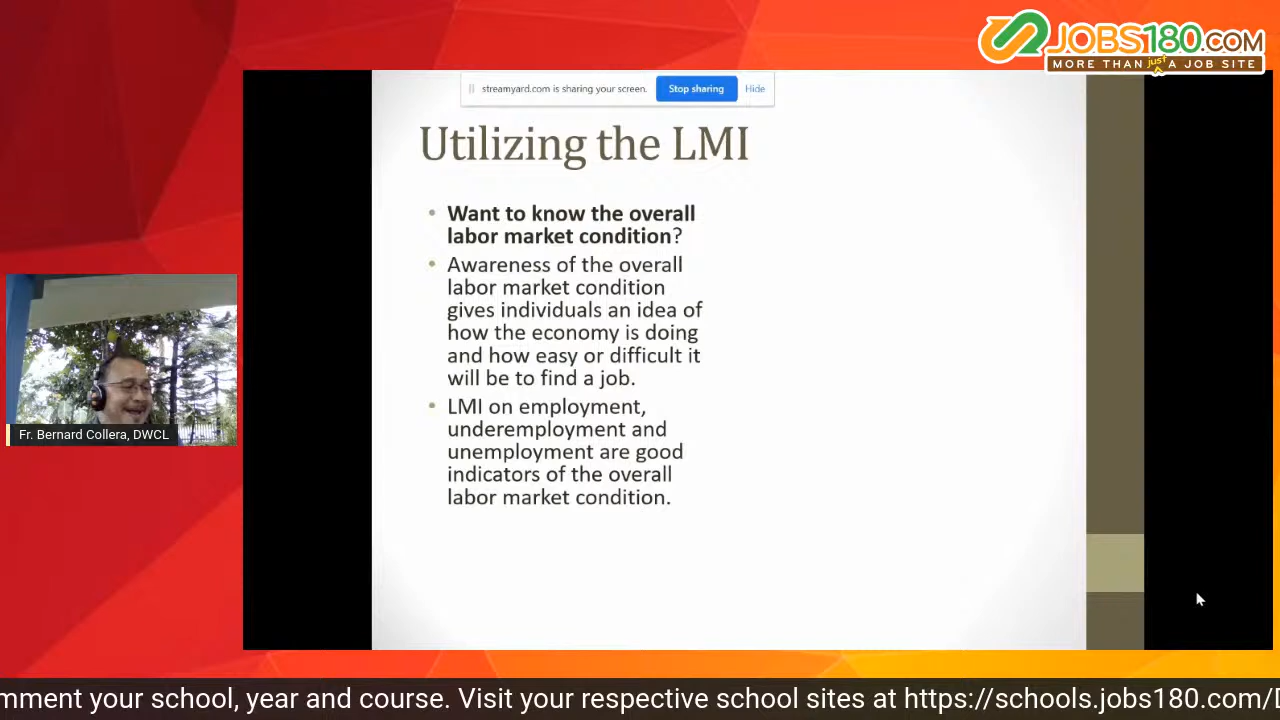 JOBS180.COM
MORE THAN just A JOB SITE
streamyard.com is sharing your screen. Stop sharing Hide
Utilizing the LMI
• Want to know the overall
labor market condition?
• Awareness of the overall
labor market condition
gives individuals an idea of
how the economy is doing
and how easy or difficult it
will be to find a job.
• LMI on employment,
underemployment and
unemployment are good
indicators of the overall
labor market condition.
Fr. Bernard Collera, DWCL
mment your school, year and course. Visit your respective school sites at https://schools.jobs180.com/D